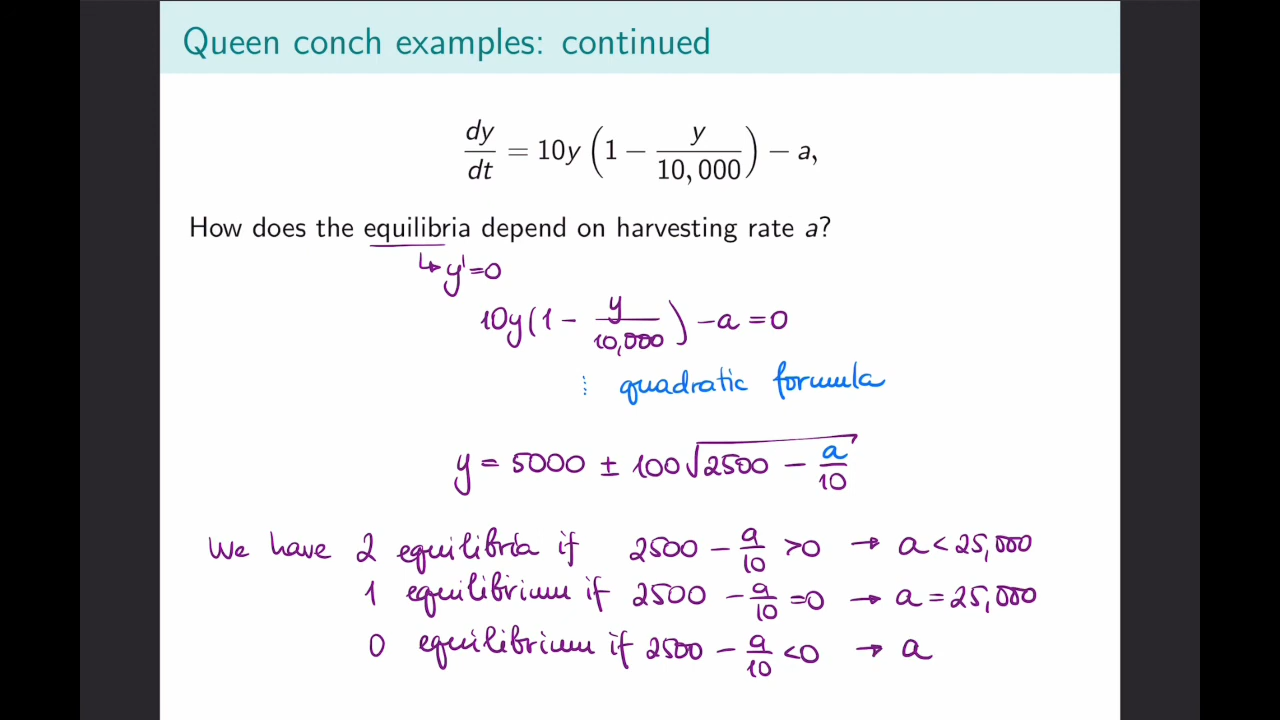 Queen conch examples: continued
dy/dt = 10y (1 − y/10,000) − a,
How does the equilibria depend on harvesting rate a?
↳ y' = 0
10y(1 − y/10,000) − a = 0
⋮ quadratic formula
y = 5000 ± 100√(2500 − a/10)
We have 2 equilibria if 2500 − a/10 > 0 → a < 25,000
1 equilibrium if 2500 − a/10 = 0 → a = 25,000
0 equilibrium if 2500 − a/10 < 0 → a